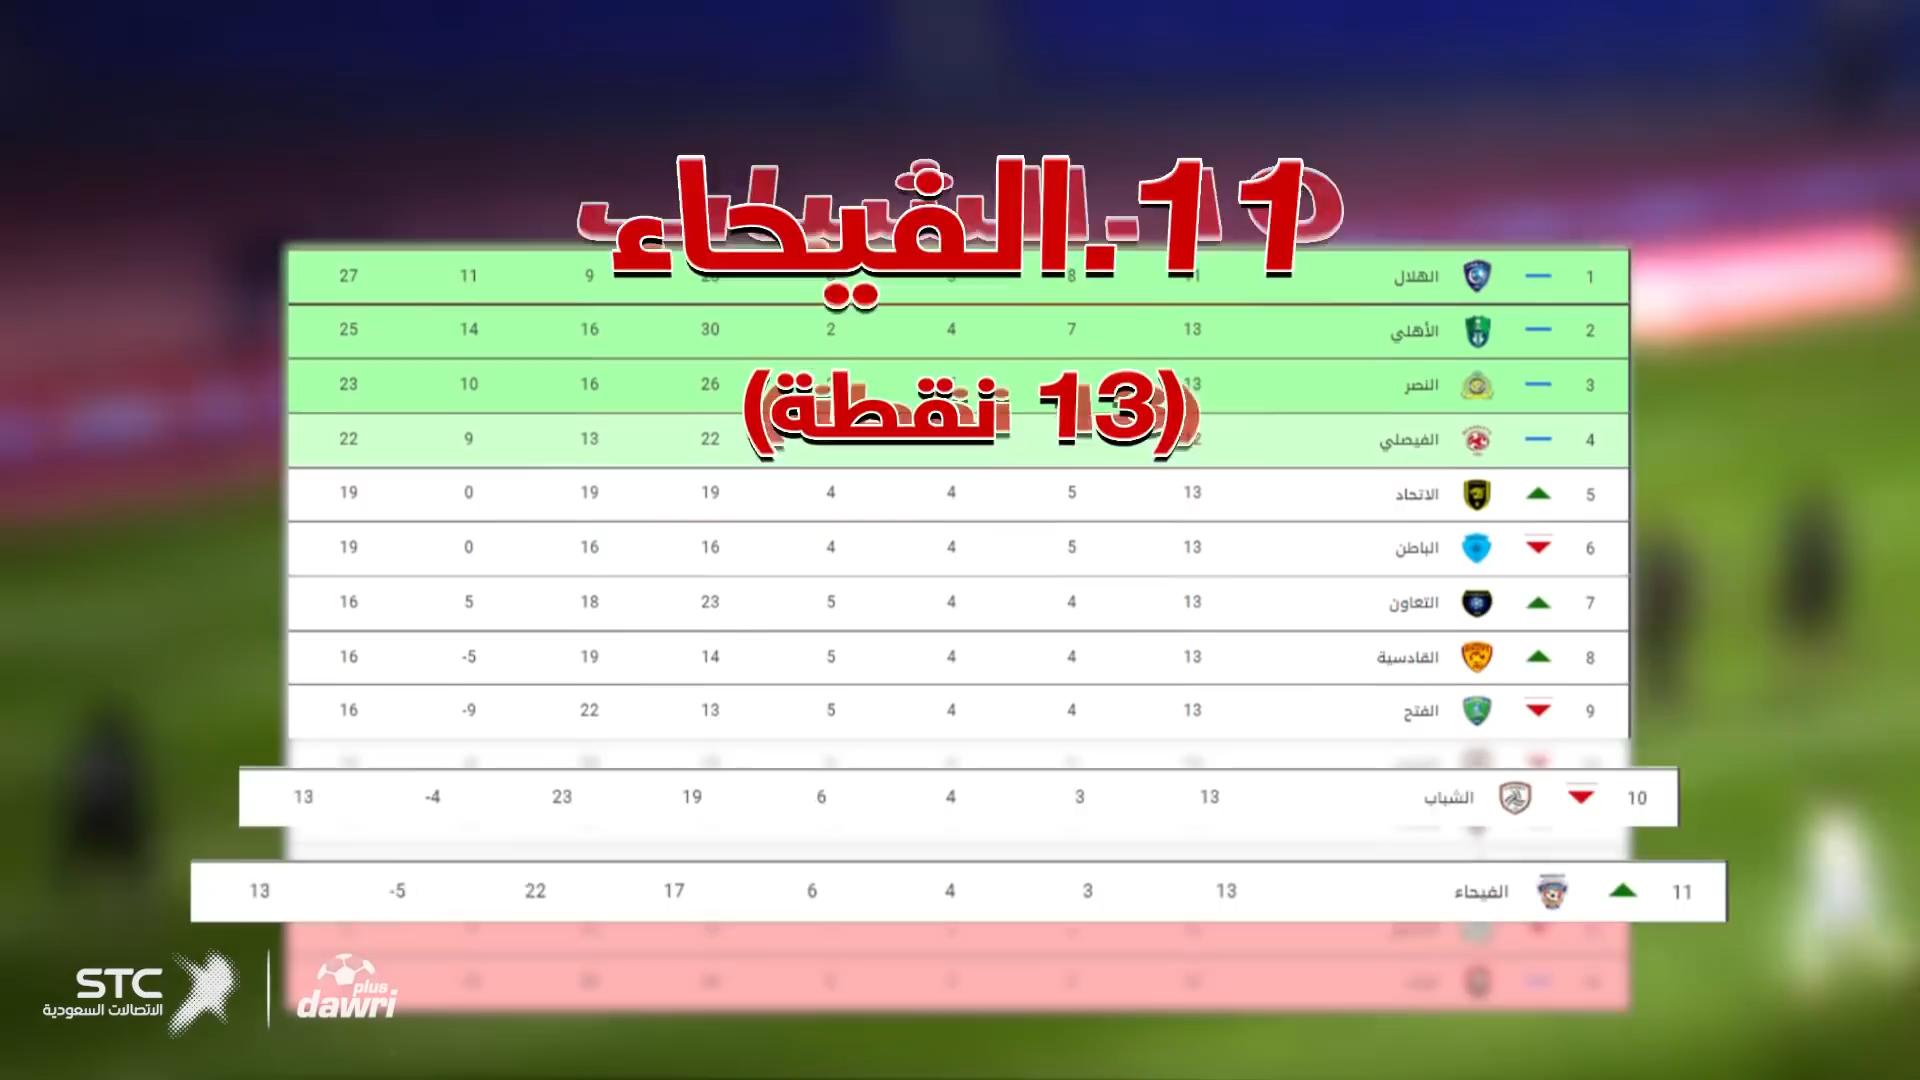 11.الفيحاء
(13 نقطة)
1 الهلال 8 9 11 27
2 الأهلي 13 7 4 2 30 16 14 25
3 النصر 13 26 16 10 23
4 الفيصلي 22 13 9 22
5 الاتحاد 13 5 4 4 19 19 0 19
6 الباطن 13 5 4 4 16 16 0 19
7 التعاون 13 4 4 5 23 18 5 16
8 القادسية 13 4 4 5 14 19 -5 16
9 الفتح 13 4 4 5 13 22 -9 16
10 الشباب 13 3 4 6 19 23 -4 13
11 الفيحاء 13 3 4 6 17 22 -5 13
STC
الاتصالات السعودية
dawri plus